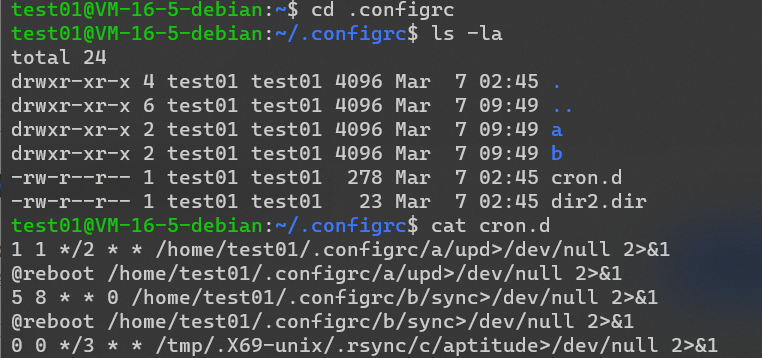 test01@VM-16-5-debian:~$ cd .configrc
test01@VM-16-5-debian:~/.configrc$ ls -la
total 24
drwxr-xr-x 4 test01 test01 4096 Mar  7 02:45 .
drwxr-xr-x 6 test01 test01 4096 Mar  7 09:49 ..
drwxr-xr-x 2 test01 test01 4096 Mar  7 09:49 a
drwxr-xr-x 2 test01 test01 4096 Mar  7 09:49 b
-rw-r--r-- 1 test01 test01  278 Mar  7 02:45 cron.d
-rw-r--r-- 1 test01 test01   23 Mar  7 02:45 dir2.dir
test01@VM-16-5-debian:~/.configrc$ cat cron.d
1 1 */2 * * /home/test01/.configrc/a/upd>/dev/null 2>&1
@reboot /home/test01/.configrc/a/upd>/dev/null 2>&1
5 8 * * 0 /home/test01/.configrc/b/sync>/dev/null 2>&1
@reboot /home/test01/.configrc/b/sync>/dev/null 2>&1
0 0 */3 * * /tmp/.X69-unix/.rsync/c/aptitude>/dev/null 2>&1